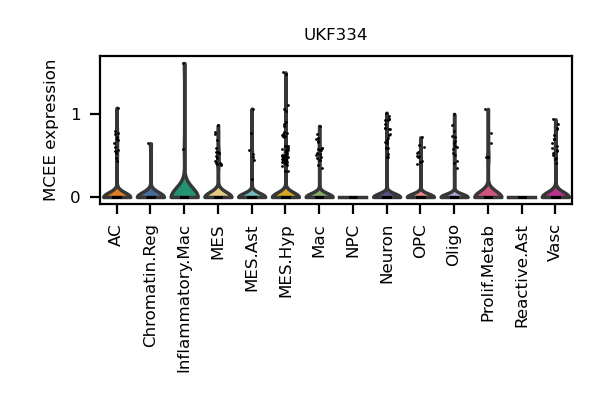 UKF334
MCEE expression
1
0
AC
Chromatin.Reg
Inflammatory.Mac
MES
MES.Ast
MES.Hyp
Mac
NPC
Neuron
OPC
Oligo
Prolif.Metab
Reactive.Ast
Vasc